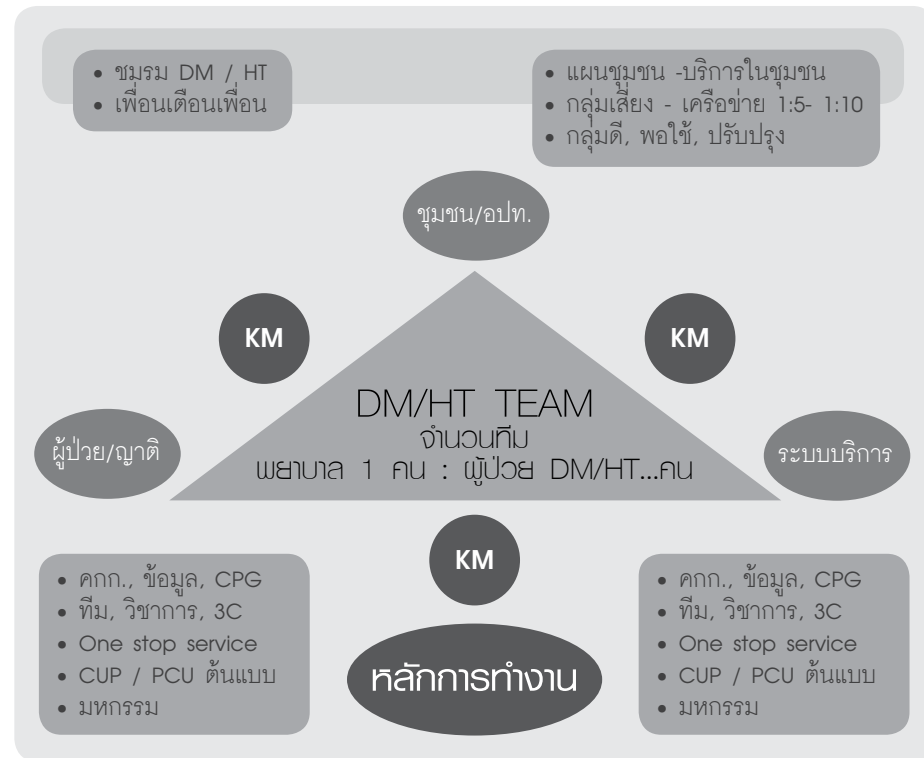 • ชมรม DM / HT
• เพื่อนเตือนเพื่อน
• แผนชุมชน -บริการในชุมชน
• กลุ่มเสี่ยง - เครือข่าย 1:5- 1:10
• กลุ่มดี, พอใช้, ปรับปรุง
ชุมชน/อปท.
KM
KM
DM/HT TEAM
จำนวนทีม
พยาบาล 1 คน : ผู้ป่วย DM/HT...คน
ผู้ป่วย/ญาติ
ระบบบริการ
KM
• คกก., ข้อมูล, CPG
• ทีม, วิชาการ, 3C
• One stop service
• CUP / PCU ต้นแบบ
• มหกรรม
หลักการทำงาน
• คกก., ข้อมูล, CPG
• ทีม, วิชาการ, 3C
• One stop service
• CUP / PCU ต้นแบบ
• มหกรรม